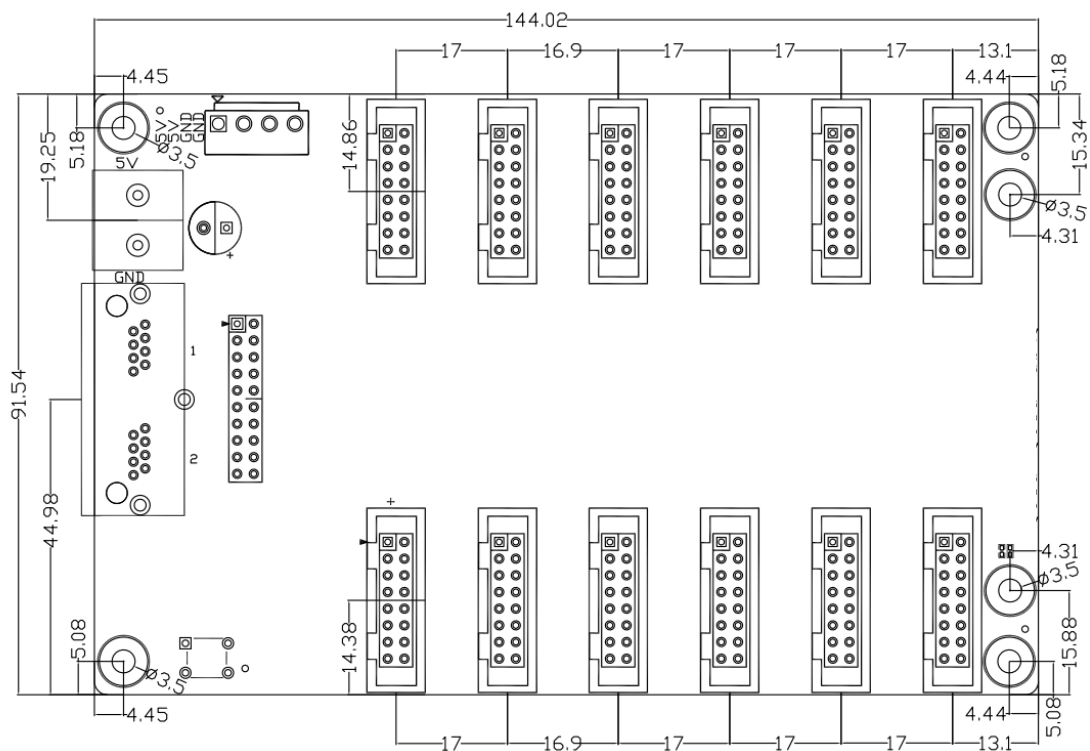 144.02
17 16.9 17 17 17 13.1
4.45
4.44
5.18
19.25
5.18
5V
5V
GND
GND
Ø3.5
14.86
15.34
5V
Ø3.5
4.31
GND
1
91.54
2
44.98
+
+
4.31
Ø3.5
5.08
14.38
15.88
Ø3.5
4.45
4.44
5.08
17 16.9 17 17 17 13.1